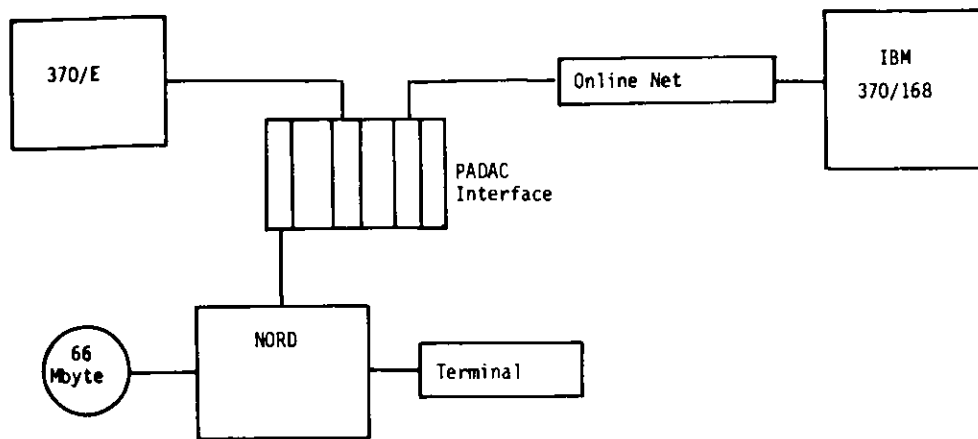 370/E
Online Net
IBM
370/168
PADAC
Interface
NORD
66
Mbyte
Terminal